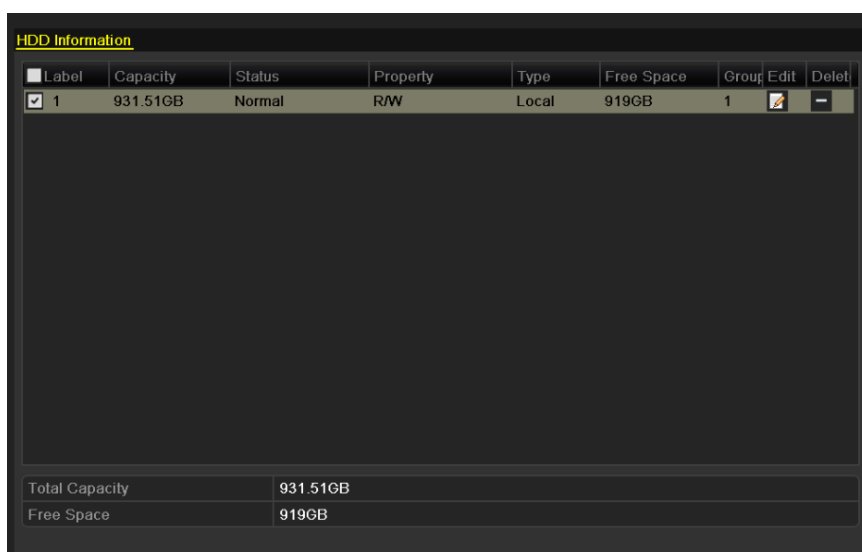 HDD Information
Label Capacity Status Property Type Free Space Group Edit Delet
1 931.51GB Normal R/W Local 919GB 1
Total Capacity 931.51GB
Free Space 919GB